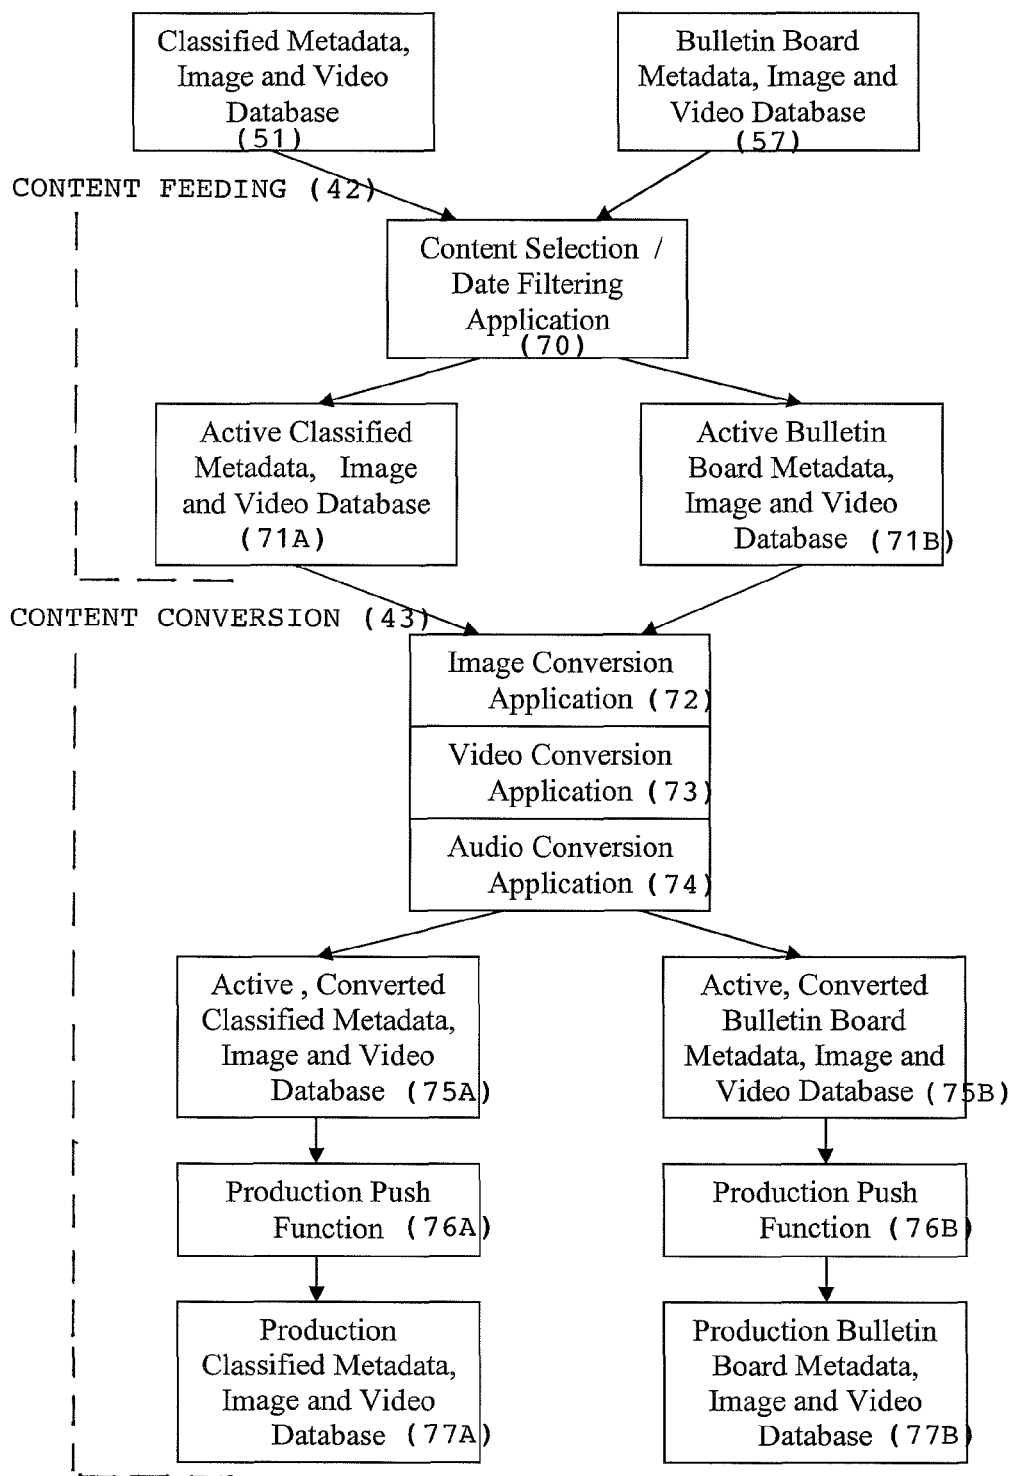 Classified Metadata,
Image and Video
Database
(51)
Bulletin Board
Metadata, Image and
Video Database
(57)
CONTENT FEEDING (42)
Content Selection /
Date Filtering
Application
(70)
Active Classified
Metadata, Image
and Video Database
(71A)
Active Bulletin
Board Metadata,
Image and Video
Database (71B)
CONTENT CONVERSION (43)
Image Conversion
Application (72)
Video Conversion
Application (73)
Audio Conversion
Application (74)
Active , Converted
Classified Metadata,
Image and Video
Database (75A)
Active, Converted
Bulletin Board
Metadata, Image and
Video Database (75B)
Production Push
Function (76A)
Production Push
Function (76B)
Production
Classified Metadata,
Image and Video
Database (77A)
Production Bulletin
Board Metadata,
Image and Video
Database (77B)